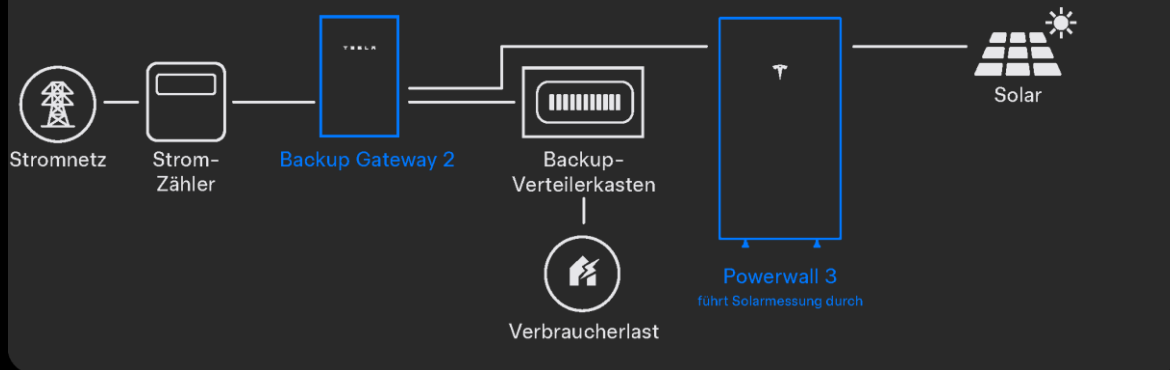 TESLA
Solar
Stromnetz
Strom-
Zähler
Backup Gateway 2
Backup-
Verteilerkasten
Powerwall 3
führt Solarmessung durch
Verbraucherlast